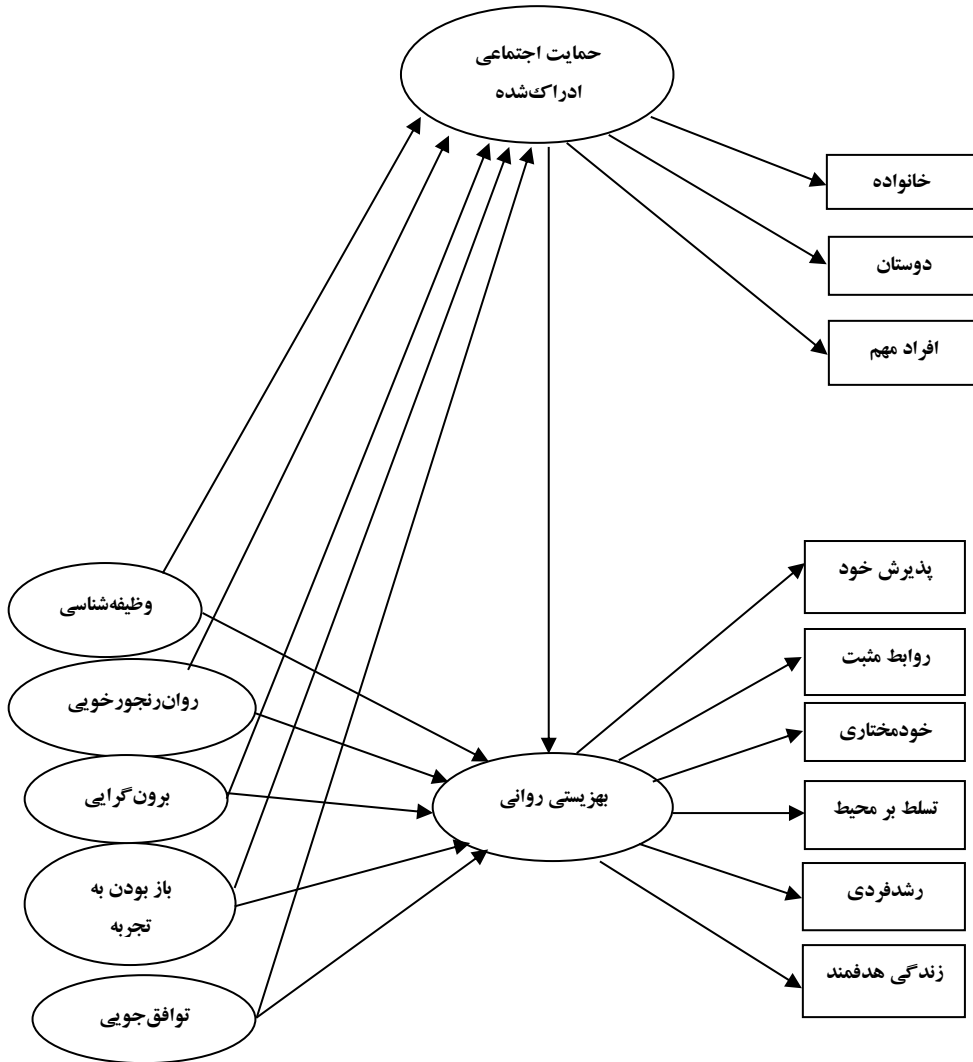 حمایت اجتماعی
ادراک‌شده
خانواده
دوستان
افراد مهم
وظیفه‌شناسی
روان‌رنجورخویی
برون‌گرایی
باز بودن به
تجربه
توافق‌جویی
بهزیستی روانی
پذیرش خود
روابط مثبت
خودمختاری
تسلط بر محیط
رشدفردی
زندگی هدفمند